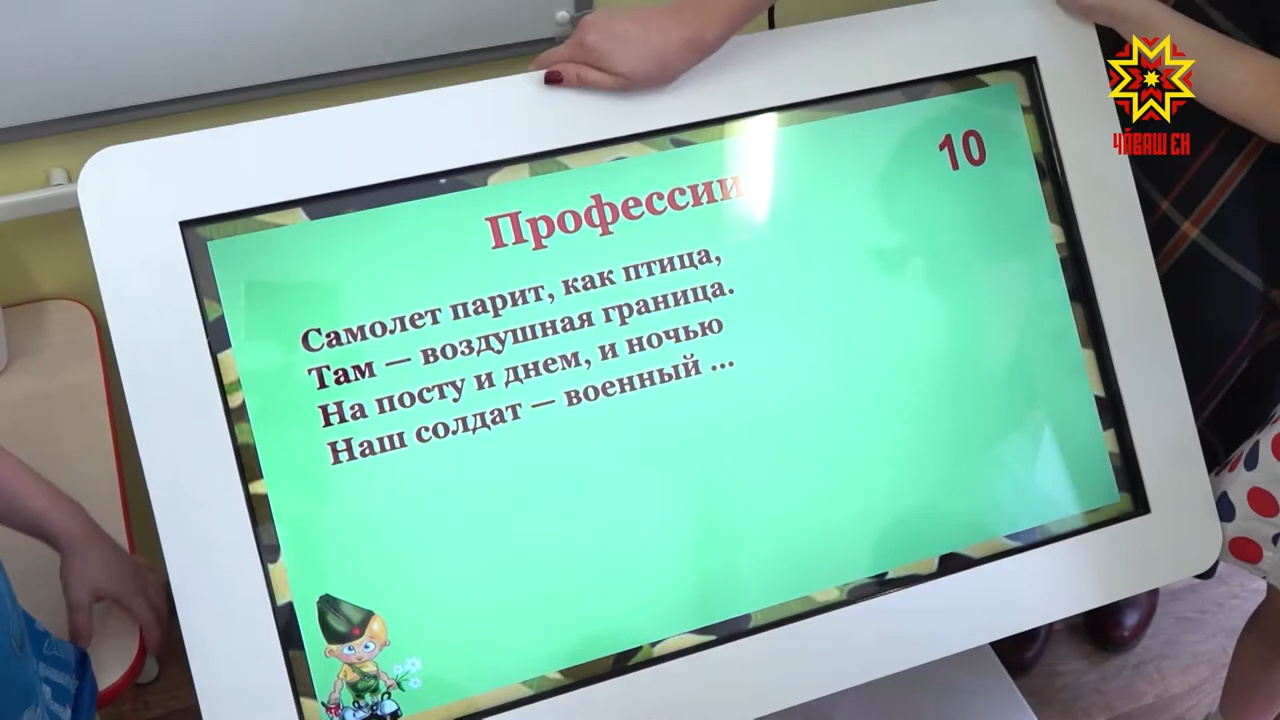 ЧӐВАШ ЕН
10
Профессии
Самолет парит, как птица,
Там – воздушная граница.
На посту и днем, и ночью
Наш солдат – военный ...